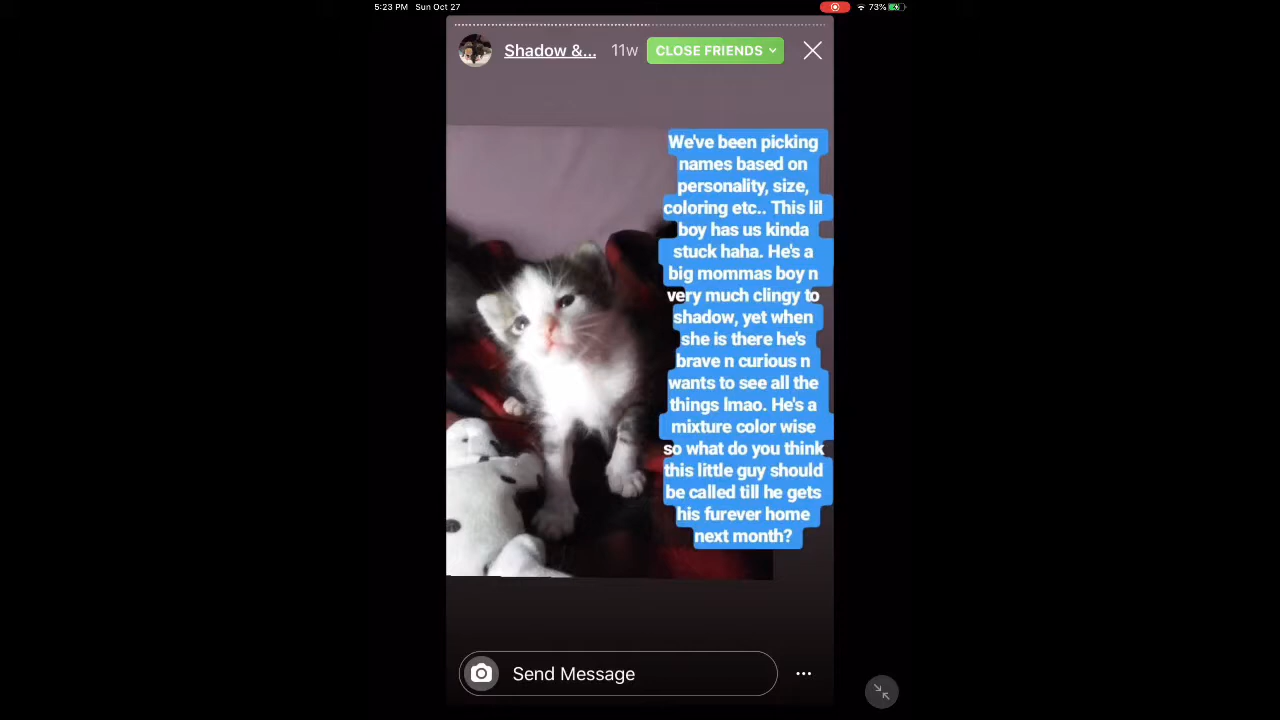 5:23 PM Sun Oct 27
73%
Shadow &... 11w CLOSE FRIENDS
We've been picking
names based on
personality, size,
coloring etc.. This lil
boy has us kinda
stuck haha. He's a
big mommas boy n
very much clingy to
shadow, yet when
she is there he's
brave n curious n
wants to see all the
things lmao. He's a
mixture color wise
so what do you think
this little guy should
be called till he gets
his furever home
next month?
Send Message